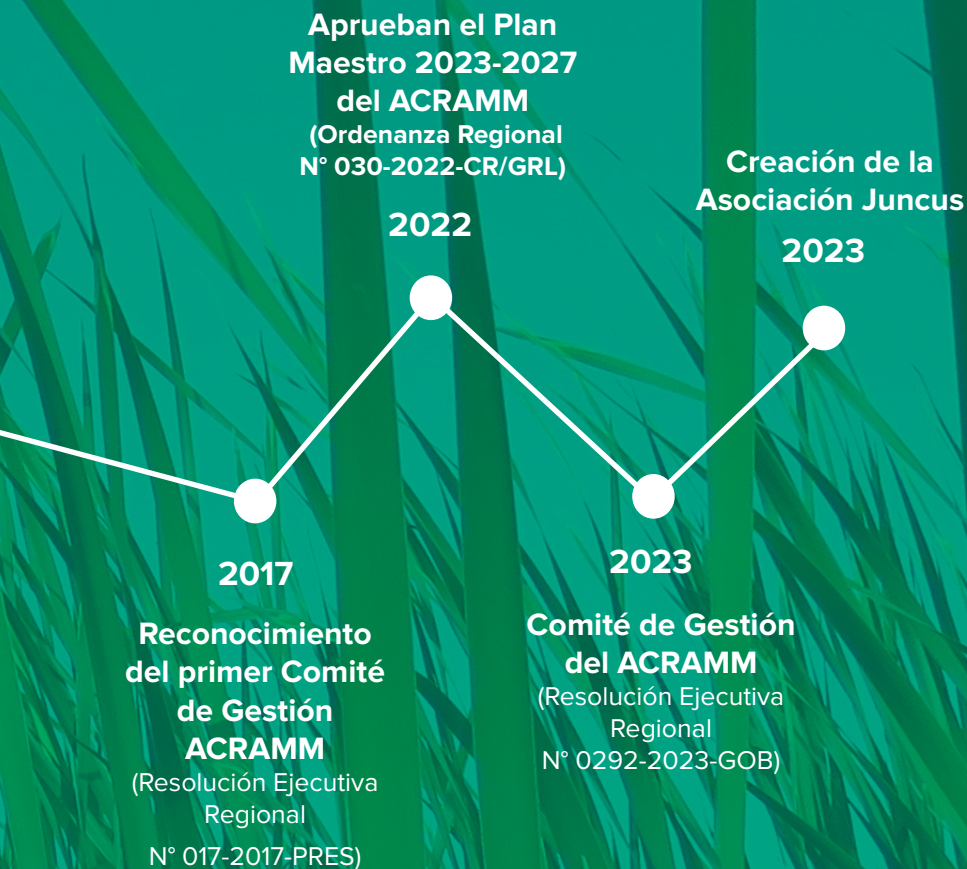 Aprueban el Plan
Maestro 2023-2027
del ACRAMM
(Ordenanza Regional
N° 030-2022-CR/GRL)
2022
Creación de la
Asociación Juncus
2023
2017
Reconocimiento
del primer Comité
de Gestión
ACRAMM
(Resolución Ejecutiva
Regional
N° 017-2017-PRES)
2023
Comité de Gestión
del ACRAMM
(Resolución Ejecutiva
Regional
N° 0292-2023-GOB)